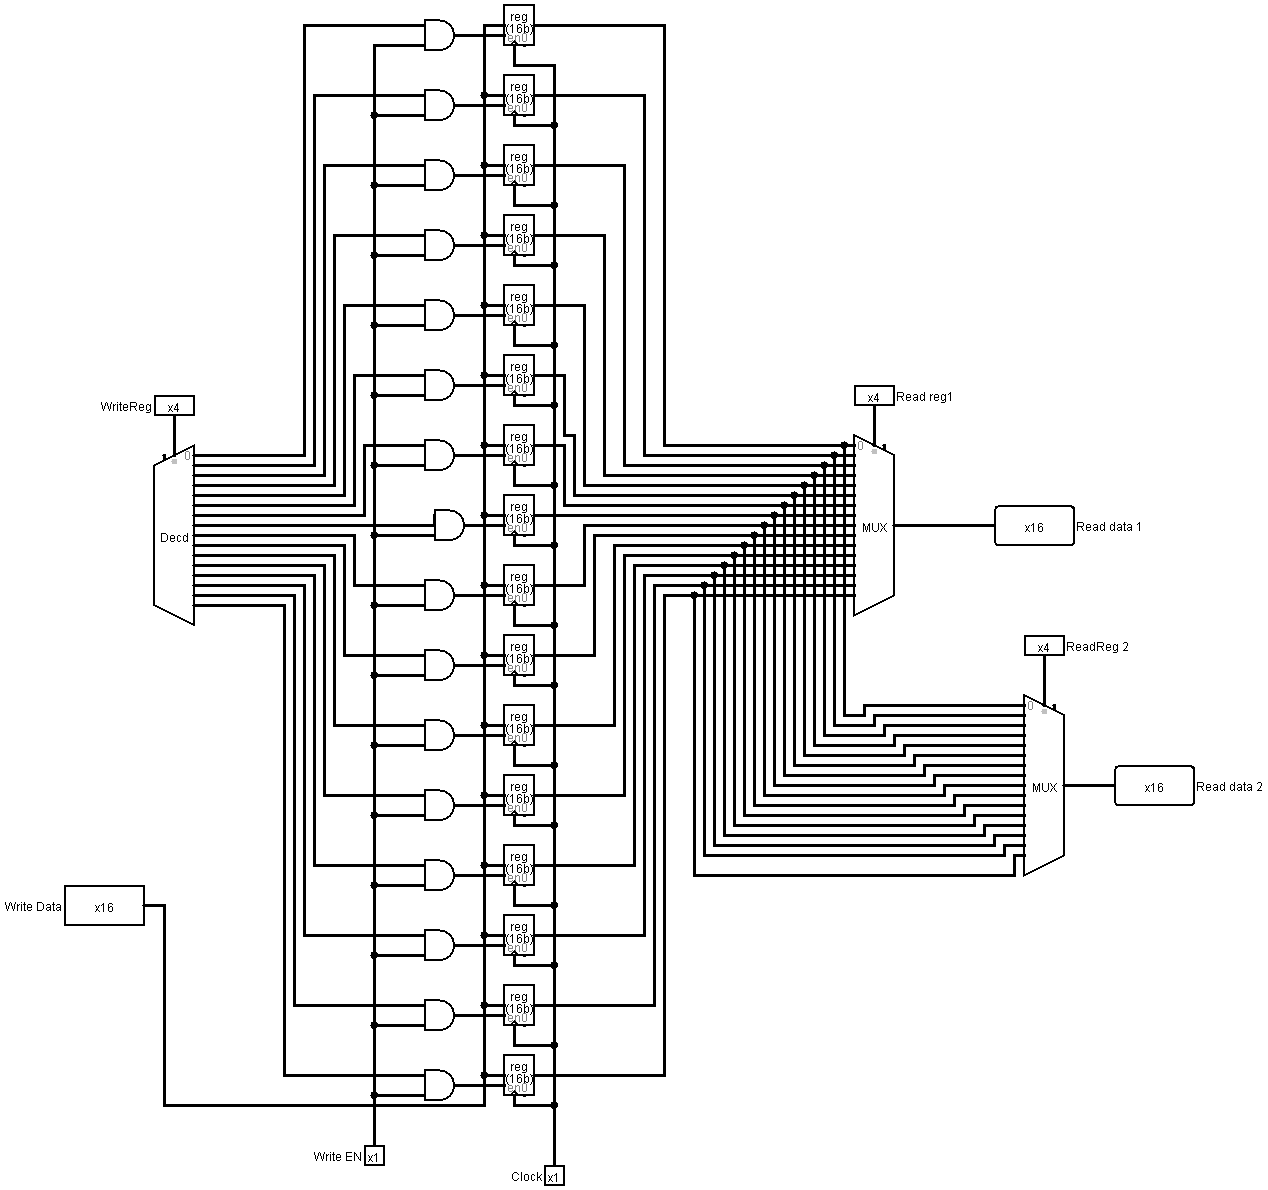 reg
(16b)
en0
reg
(16b)
en0
reg
(16b)
en0
reg
(16b)
en0
reg
(16b)
en0
reg
(16b)
en0
WriteReg x4
x4 Read reg1
reg
(16b)
en0
0
0
reg
(16b)
en0
Decd
MUX
x16 Read data 1
reg
(16b)
en0
reg
(16b)
en0
x4 ReadReg 2
reg
(16b)
en0
0
reg
(16b)
en0
MUX
x16 Read data 2
reg
(16b)
en0
Write Data x16
reg
(16b)
en0
reg
(16b)
en0
reg
(16b)
en0
Write EN x1
Clock x1